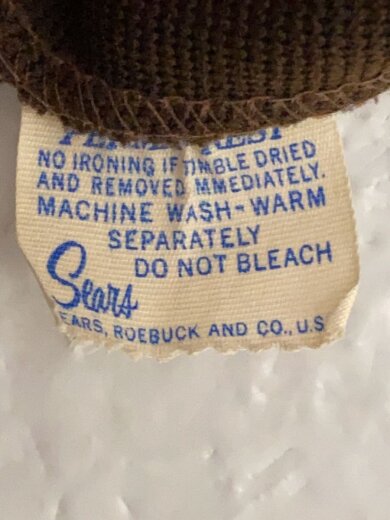 NO IRONING IF TUMBLE DRIED
AND REMOVED IMMEDIATELY.
MACHINE WASH-WARM
SEPARATELY
DO NOT BLEACH
Sears
EARS, ROEBUCK AND CO., U.S